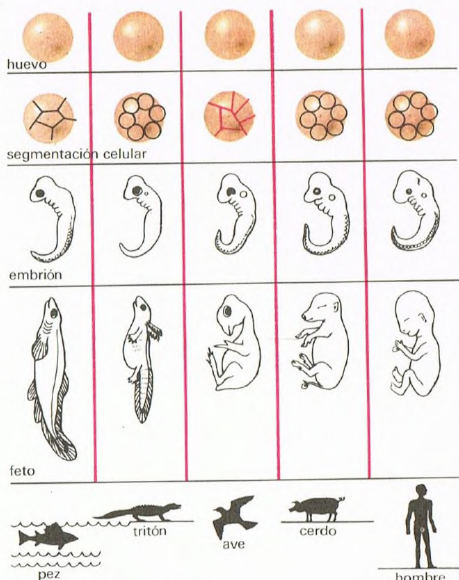 huevo
segmentación celular
embrión
feto
pez
tritón
ave
cerdo
hombre